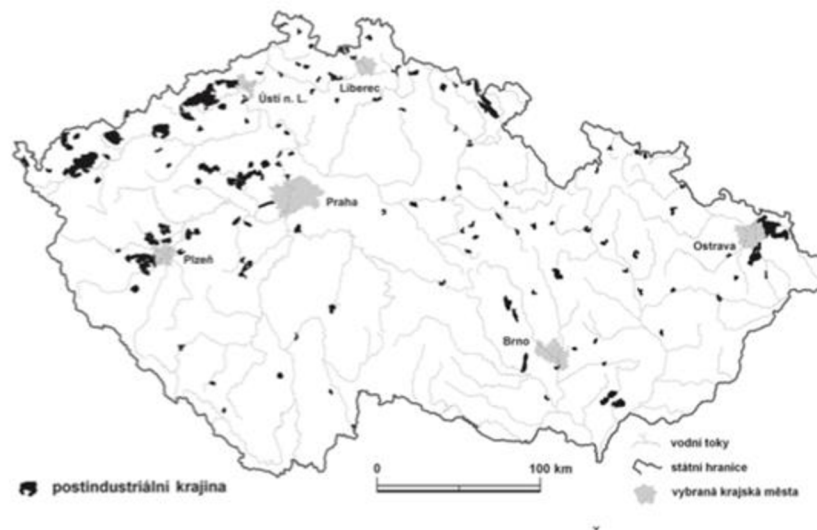 Liberec
Ústí n. L.
Praha
Plzeň
Ostrava
Brno
vodní toky
0
100 km
státní hranice
postindustriální krajina
vybraná krajská města